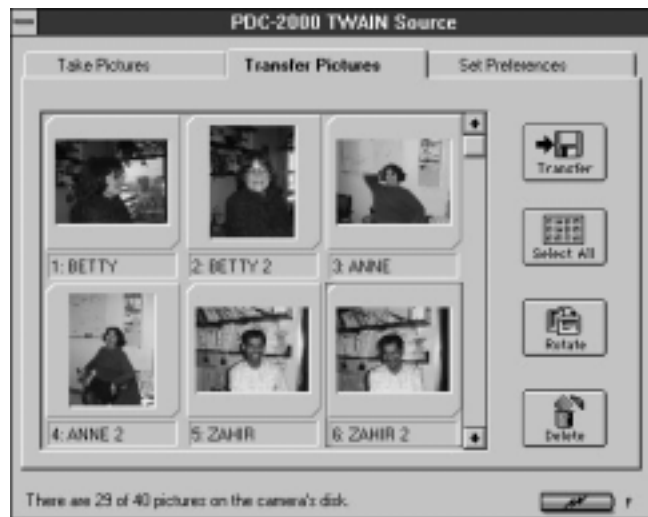 PDC-2000 TWAIN Source
Take Pictures
Transfer Pictures
Set Preferences
Transfer
1: BETTY
2: BETTY 2
3: ANNE
Select All
Rotate
4: ANNE 2
5: ZAHIR
6: ZAHIR 2
Delete
There are 29 of 40 pictures on the camera's disk.